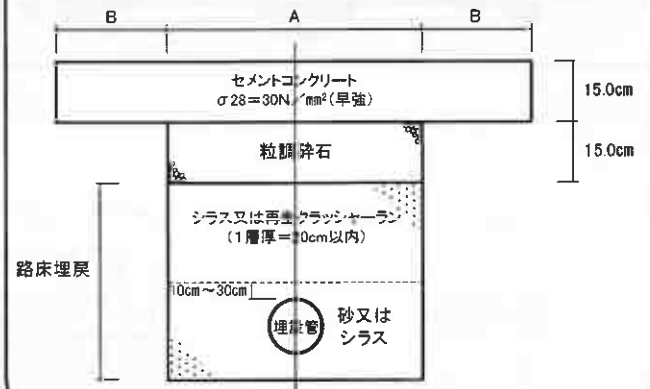 B A B
セメントコンクリート
σ28=30N/mm²(早強)
15.0cm
粒調砕石
15.0cm
シラス又は再生クラッシャーラン
(1層厚=20cm以内)
路床埋戻
10cm~30cm
埋設管
砂又は
シラス